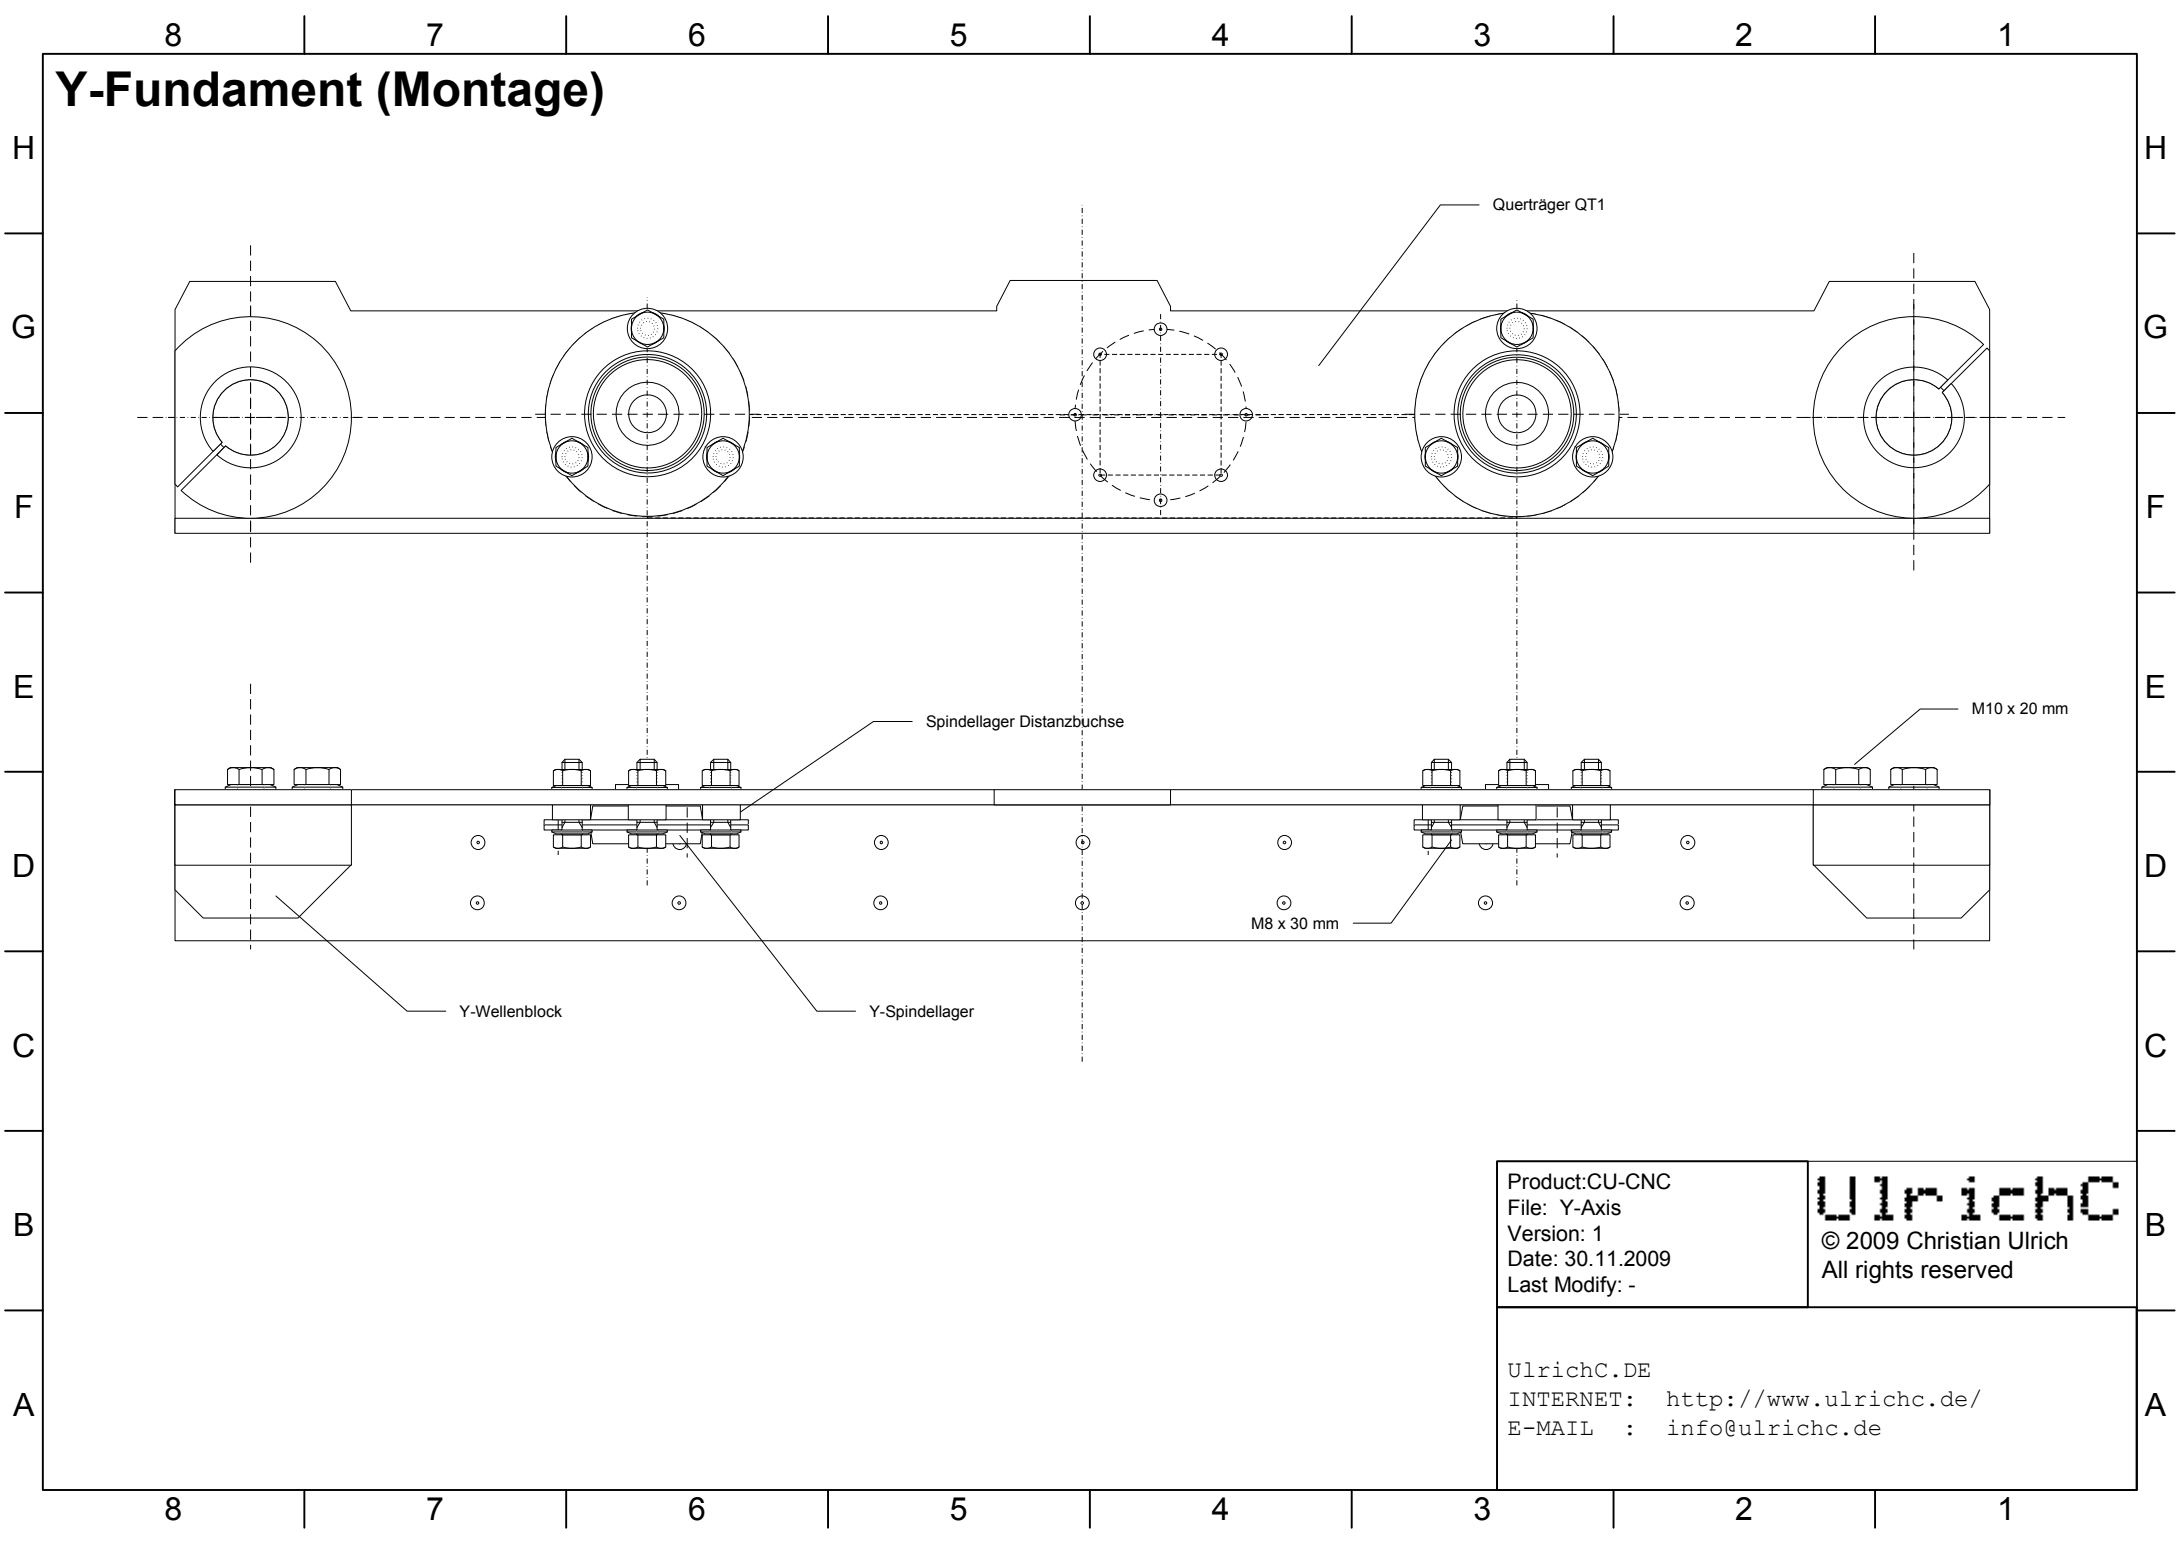 8 7 6 5 4 3 2 1
Y-Fundament (Montage)
H H
Querträger QT1
G G
F F
E E
M10 x 20 mm
Spindellager Distanzbuchse
D D
M8 x 30 mm
Y-Wellenblock
Y-Spindellager
C C
Product:CU-CNC
File: Y-Axis
Version: 1
Date: 30.11.2009
Last Modify: -
UlrichC
© 2009 Christian Ulrich
All rights reserved
B B
UlrichC.DE
INTERNET: http://www.ulrichc.de/
E-MAIL : info@ulrichc.de
A A
8 7 6 5 4 3 2 1